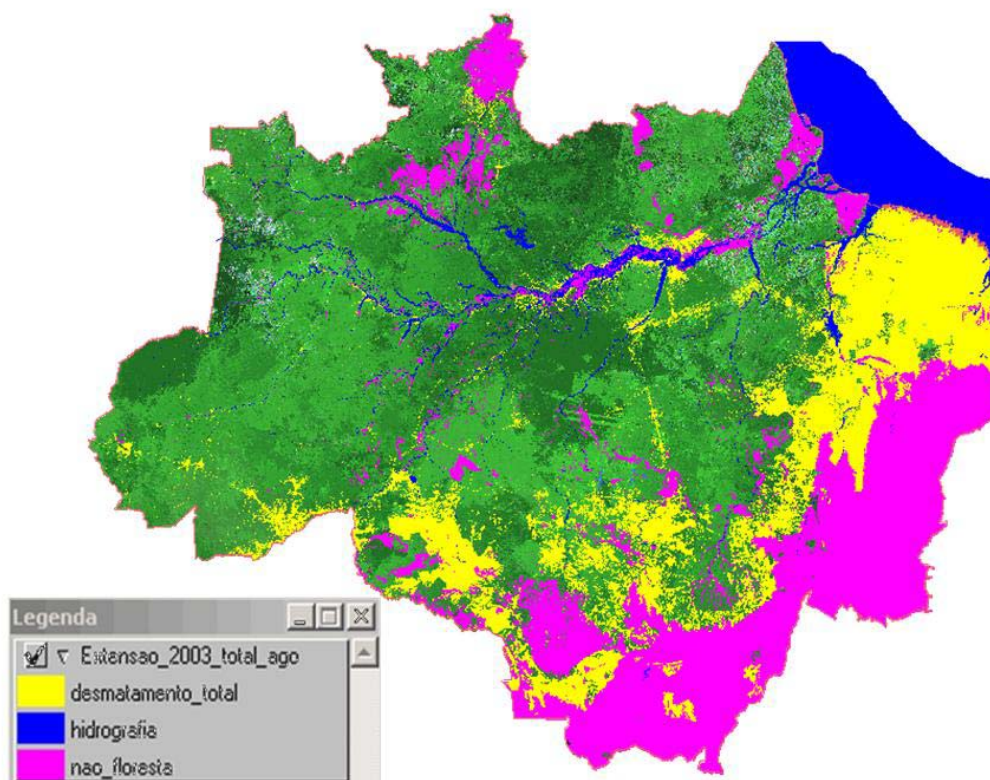 Legenda
Extensao_2003_total_ago
desmatamento_total
hidrografia
nao_floresta